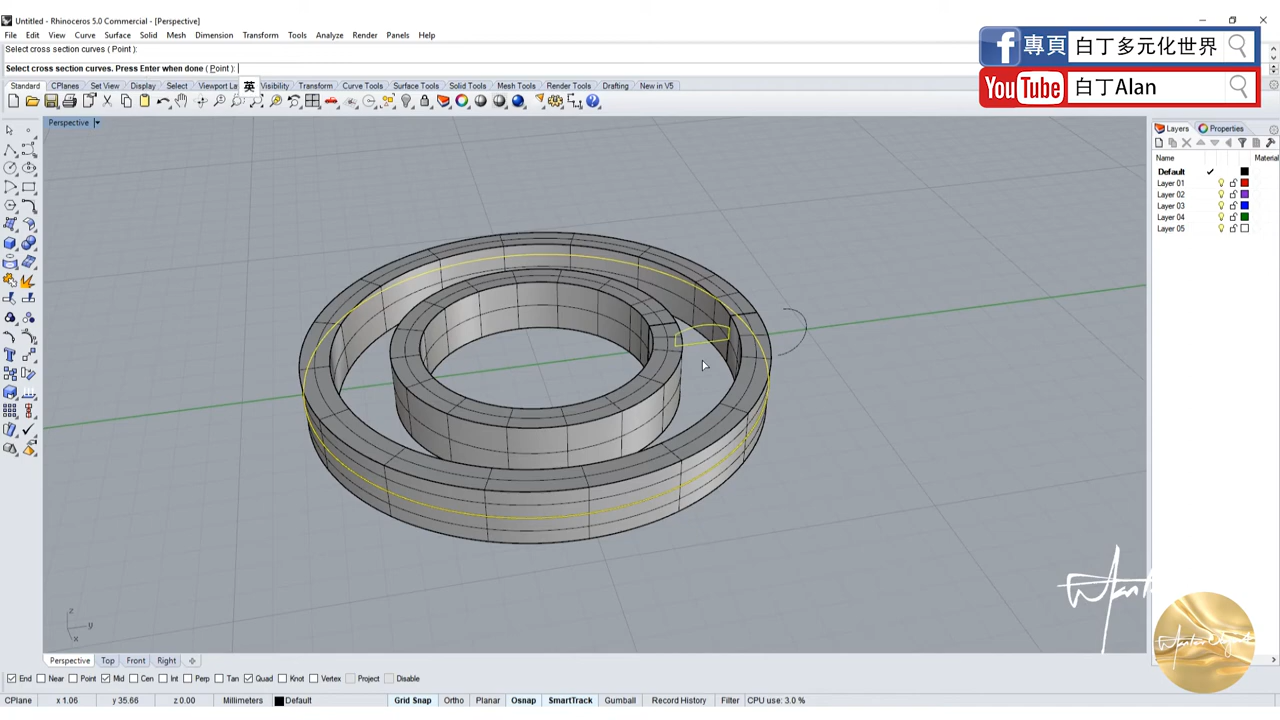 Untitled - Rhinoceros 5.0 Commercial - [Perspective]
File Edit View Curve Surface Solid Mesh Dimension Transform Tools Analyze Render Panels Help
Select cross section curves ( Point ):
Select cross section curves. Press Enter when done ( Point ):
專頁 白丁多元化世界
YouTube 白丁Alan
Standard CPlanes Set View Display Select Viewport La 英 Visibility Transform Curve Tools Surface Tools Solid Tools Mesh Tools Render Tools Drafting New in V5
Perspective
Layers Properties
Name Material
Default
Layer 01
Layer 02
Layer 03
Layer 04
Layer 05
z
y
x
Perspective Top Front Right
End Near Point Mid Cen Int Perp Tan Quad Knot Vertex Project Disable
CPlane x 1.06 y 35.66 z 0.00 Millimeters Default Grid Snap Ortho Planar Osnap SmartTrack Gumball Record History Filter CPU use: 3.0 %